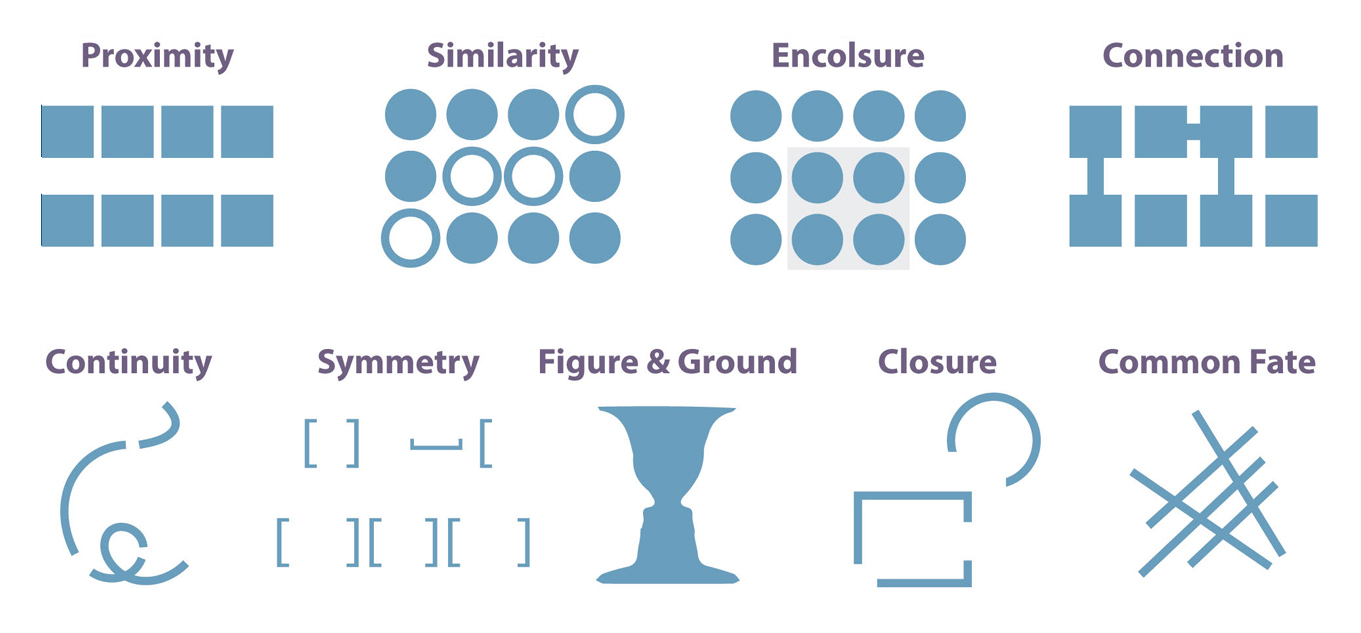 Proximity
Similarity
Encolsure
Connection
Continuity
Symmetry
Figure & Ground
Closure
Common Fate